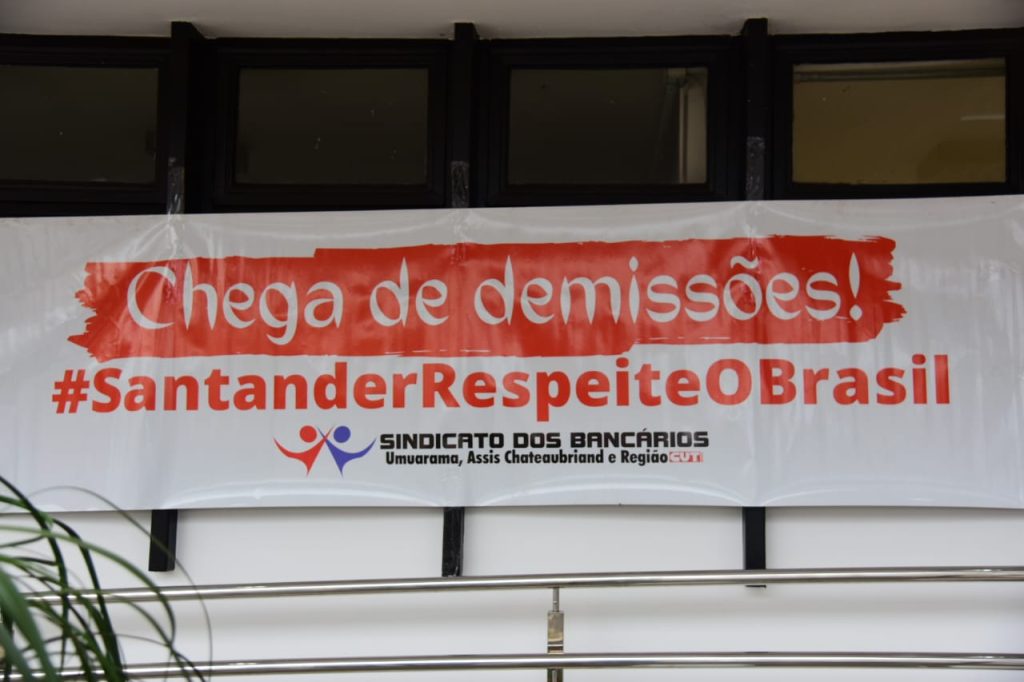 Chega de demissões!
#SantanderRespeiteOBrasil
SINDICATO DOS BANCÁRIOS
Umuarama, Assis Chateaubriand e Região CUT